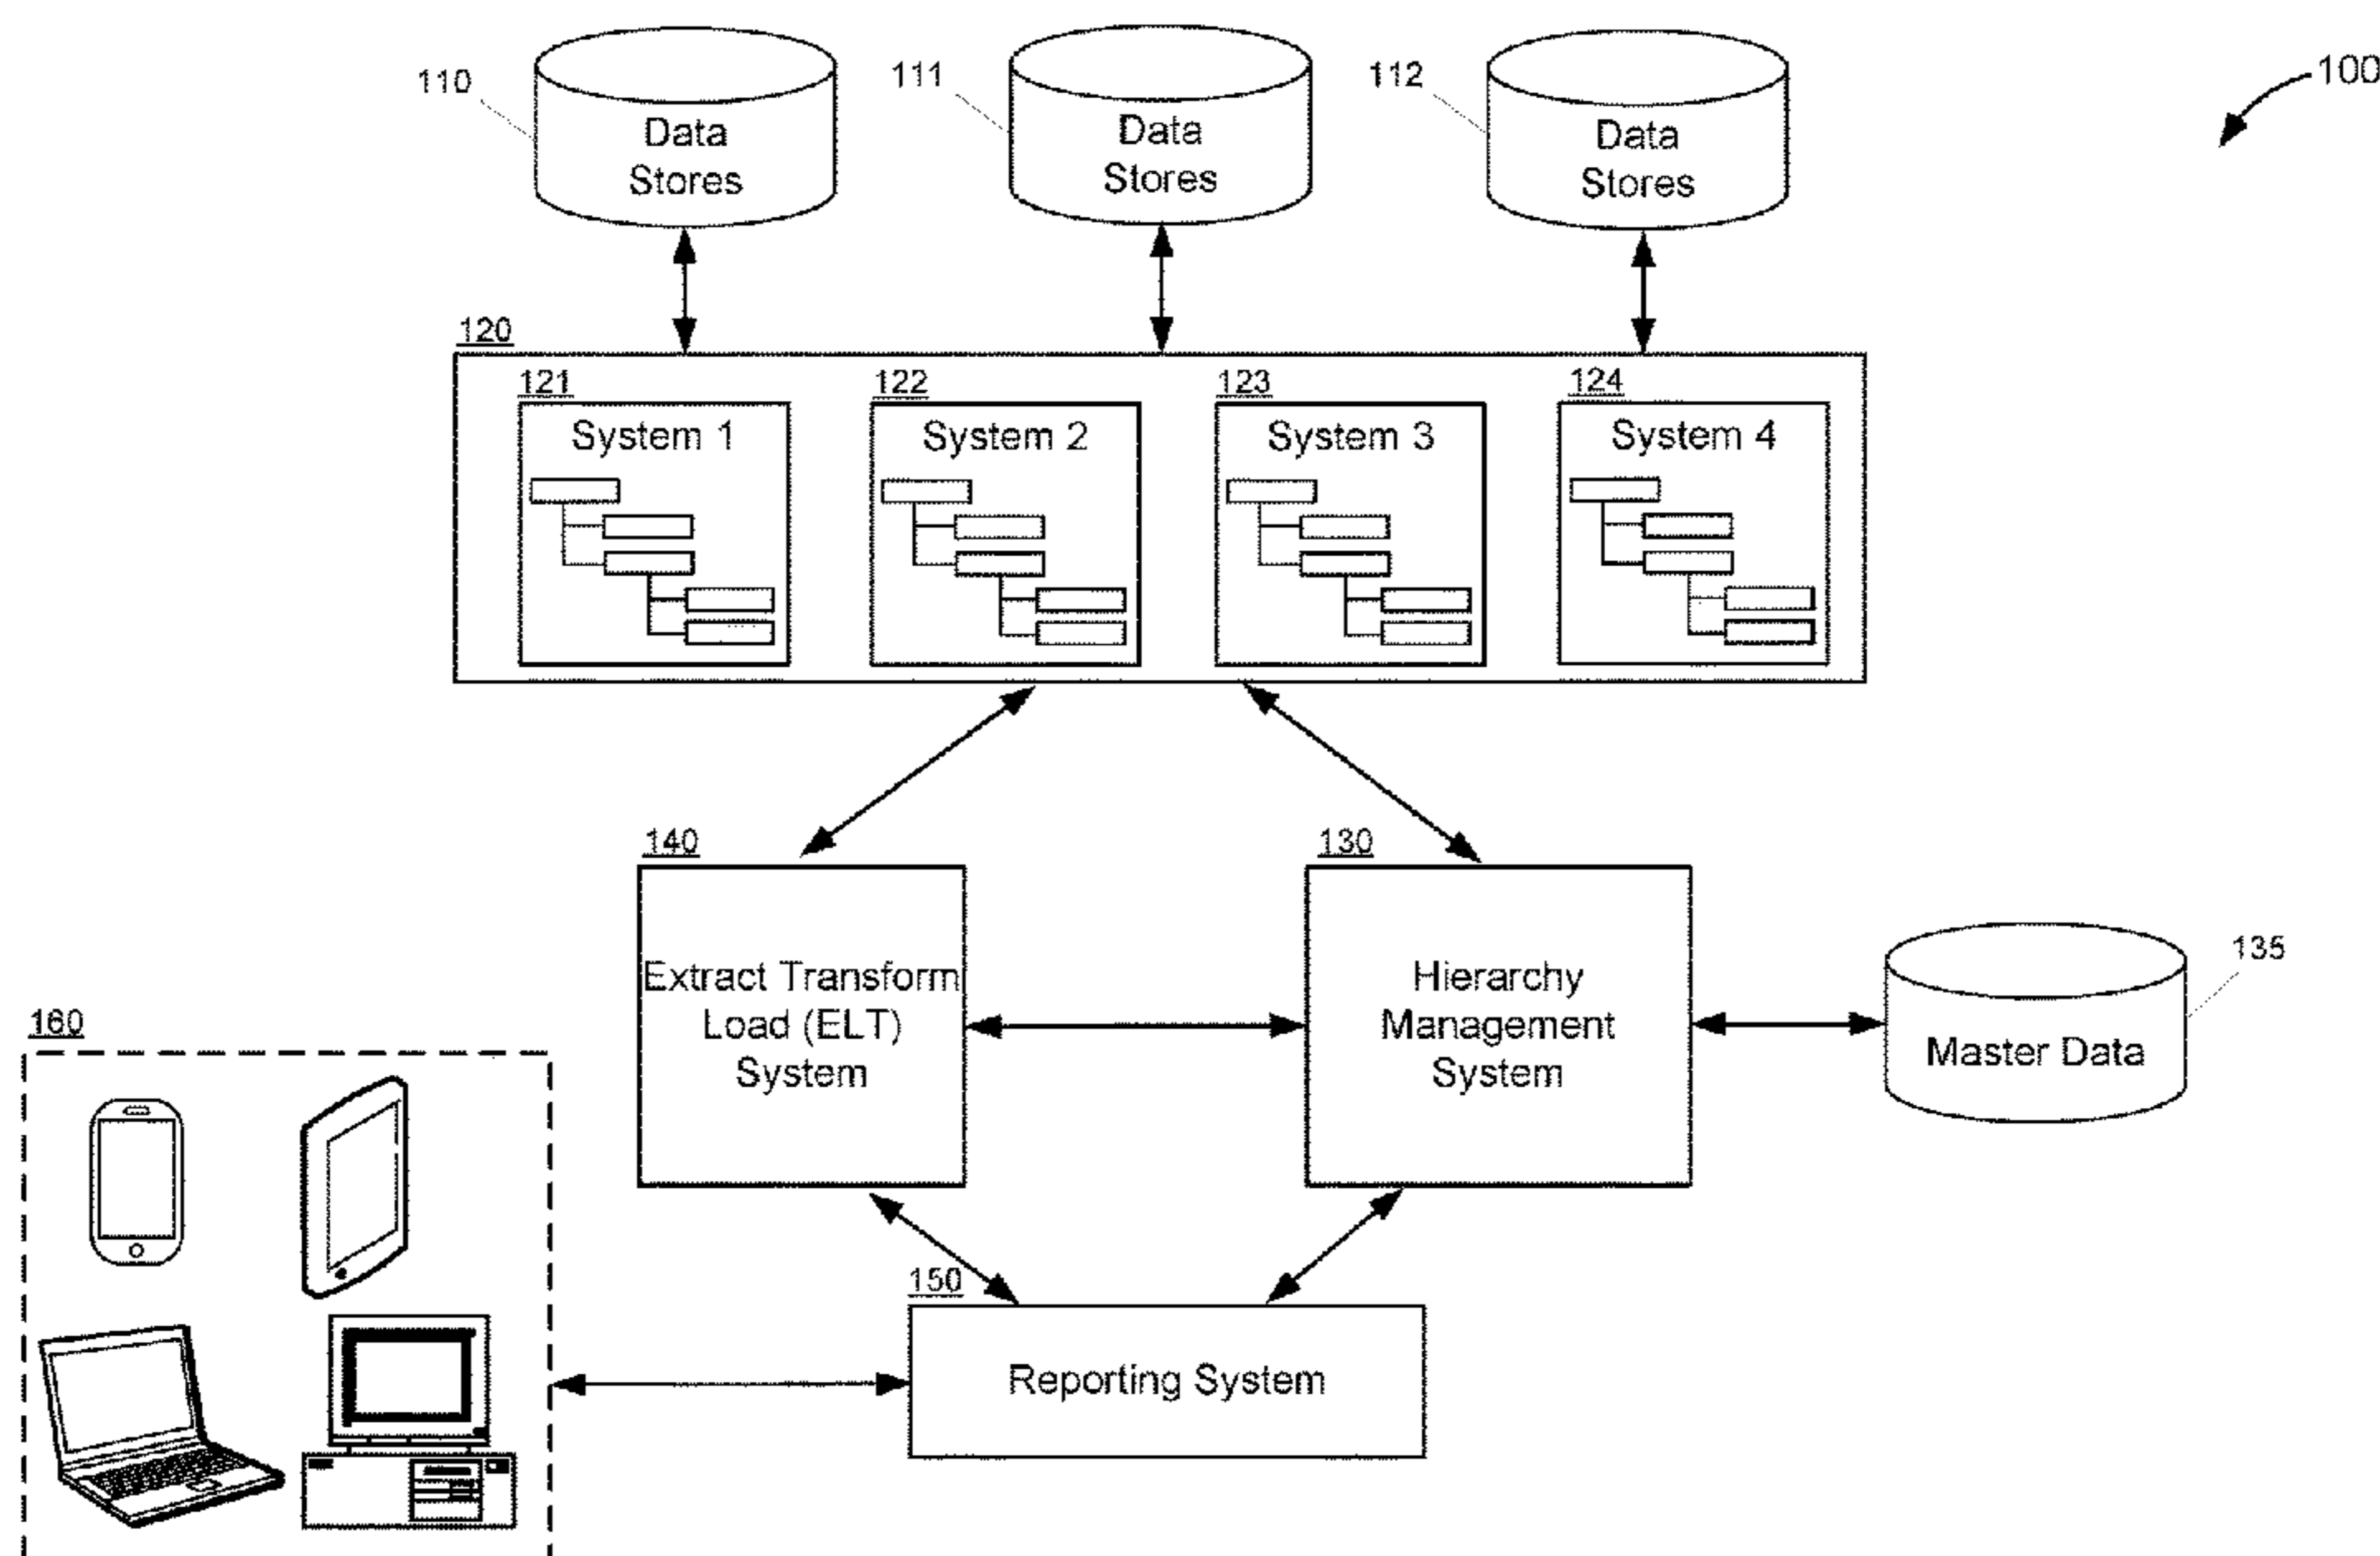 110
Data
Stores
111
Data
Stores
112
Data
Stores
100
120
121
System 1
122
System 2
123
System 3
124
System 4
140
Extract Transform
Load (ELT)
System
130
Hierarchy
Management
System
135
Master Data
160
150
Reporting System